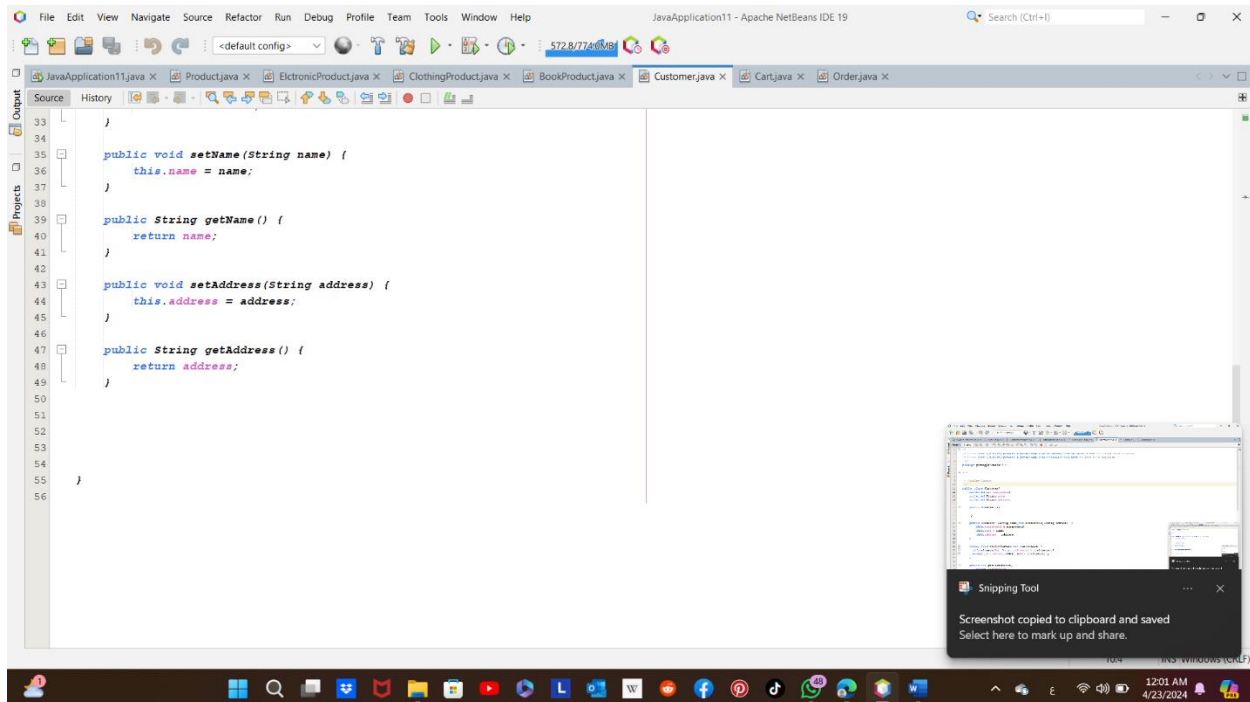 File Edit View Navigate Source Refactor Run Debug Profile Team Tools Window Help JavaApplication11 - Apache NetBeans IDE 19 Search (Ctrl+I)
<default config> 572.8/774.0MB
JavaApplication11.java Product.java ElctronicProduct.java ClothingProduct.java BookProduct.java Customer.java Cart.java Order.java
Output
Projects
Source History
33 }
34
35 public void setName(String name) {
36 this.name = name;
37 }
38
39 public String getName() {
40 return name;
41 }
42
43 public void setAddress(String address) {
44 this.address = address;
45 }
46
47 public String getAddress() {
48 return address;
49 }
50
51
52
53
54
55 }
56
Snipping Tool
Screenshot copied to clipboard and saved
Select here to mark up and share.
INS Windows (CRLF)
48
ع
12:01 AM
4/23/2024